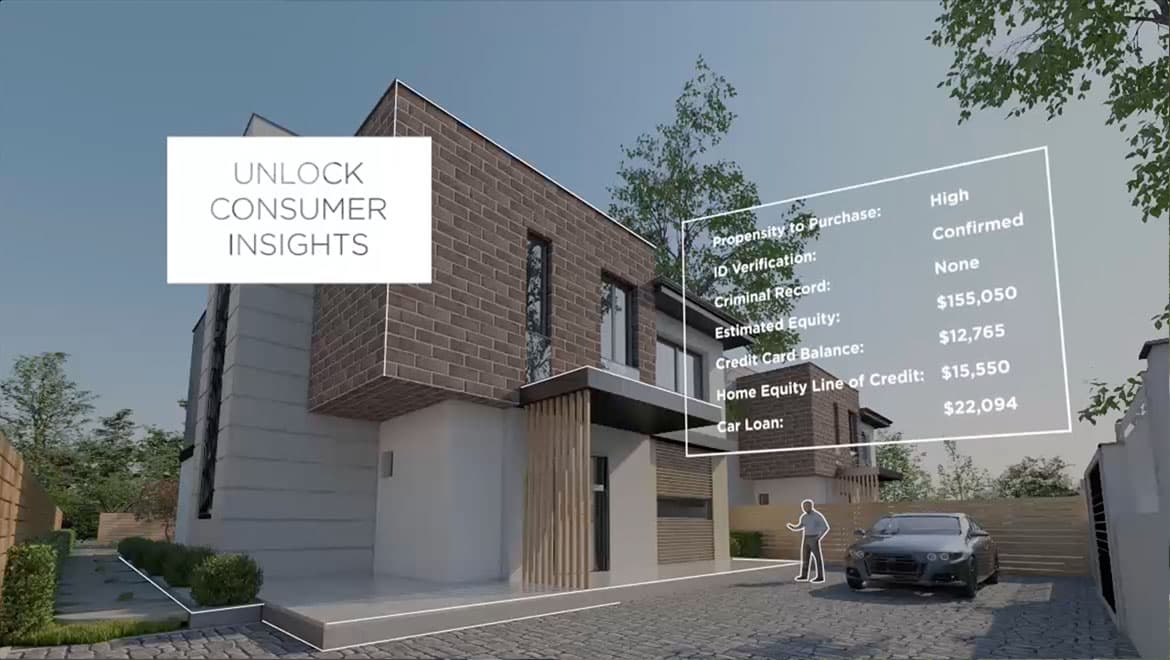 UNLOCK
CONSUMER
INSIGHTS
Propensity to Purchase: High
ID Verification: Confirmed
Criminal Record: None
Estimated Equity: $155,050
Credit Card Balance: $12,765
Home Equity Line of Credit: $15,550
Car Loan: $22,094